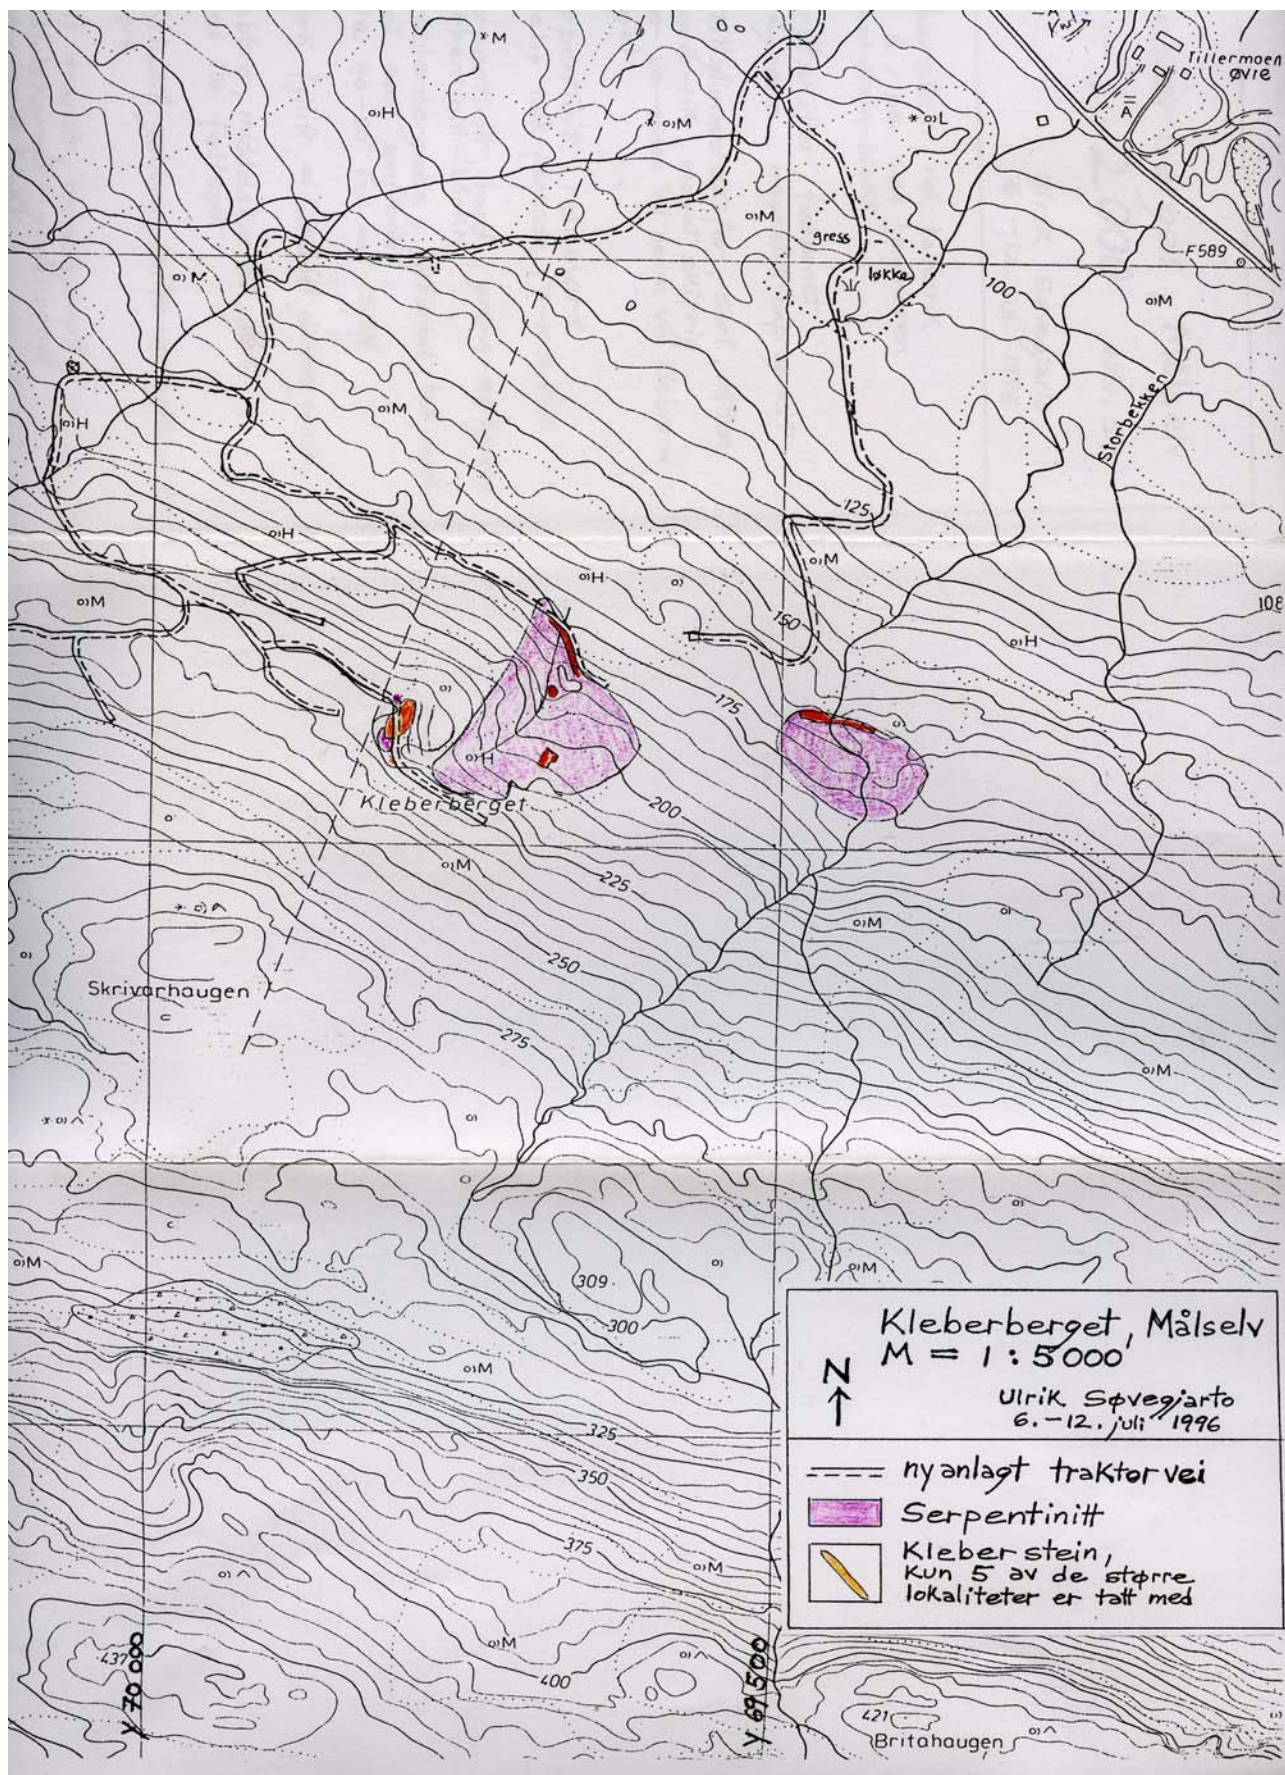 M
Tillermoen
øvre
A
o)H
o)M
o)L
o)M
gress
F589
løkke
o)M
100
o)M
Storbekken
o)H
o)M
125
o)H
o)M
o)H
o)
o)M
108
150
o)H
o)
175
o)
o)H
Kleberberget
200
o)M
225
o)M
o)
250
Skrivarhaugen
275
o)M
o)
o)
o)M
309
o)
o)M
300
Kleberberget, Målselv
M = 1:5000
N
Ulrik Søvegjarto
6.-12. juli 1996
o)M
325
350
nyanlagt traktorvei
Serpentinitt
375
o)M
Kleberstein,
Kun 5 av de større
lokaliteter er tatt med
o)M
437
400
Y 70 000
Y 69 500
421
Britahaugen